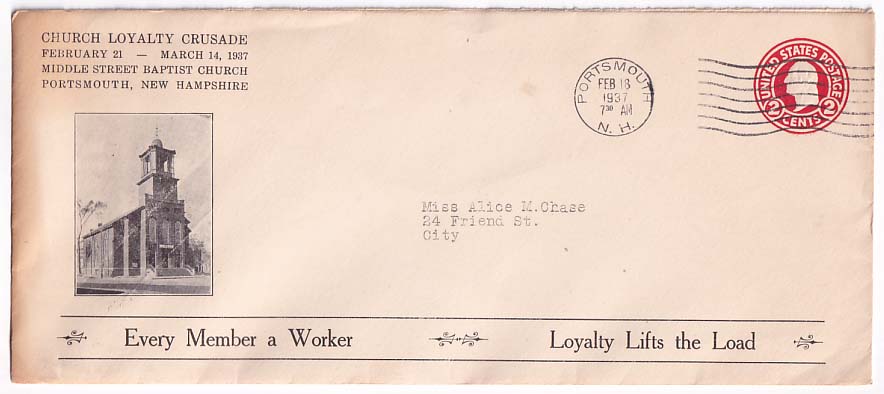 CHURCH LOYALTY CRUSADE
FEBRUARY 21 — MARCH 14, 1937
MIDDLE STREET BAPTIST CHURCH
PORTSMOUTH, NEW HAMPSHIRE
PORTSMOUTH
FEB 18
1937
7³⁰ AM
N. H.
UNITED STATES POSTAGE
2 CENTS 2
Miss Alice M. Chase
24 Friend St.
City
Every Member a Worker
Loyalty Lifts the Load